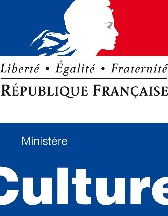 Liberté • Égalité • Fraternité
RÉPUBLIQUE FRANÇAISE
Ministère
Culture